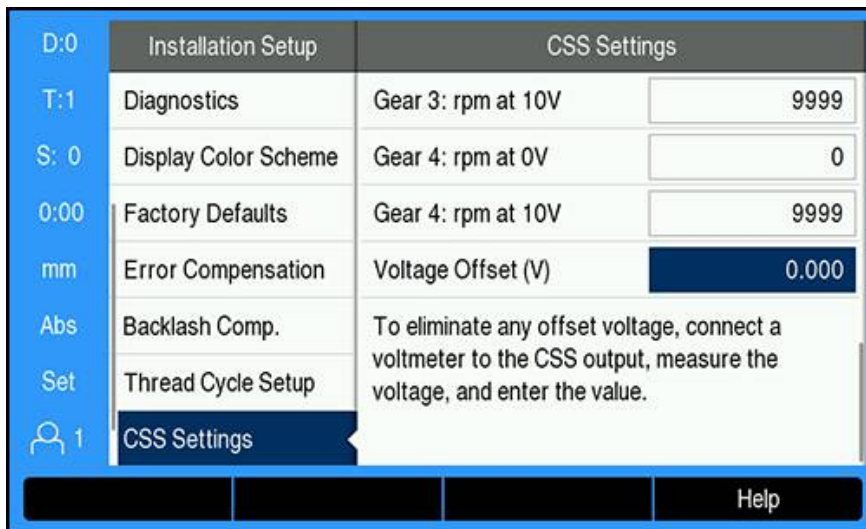 D:0
T:1
S: 0
0:00
mm
Abs
Set
1
Installation Setup
Diagnostics
Display Color Scheme
Factory Defaults
Error Compensation
Backlash Comp.
Thread Cycle Setup
CSS Settings
CSS Settings
Gear 3: rpm at 10V 9999
Gear 4: rpm at 0V 0
Gear 4: rpm at 10V 9999
Voltage Offset (V) 0.000
To eliminate any offset voltage, connect a
voltmeter to the CSS output, measure the
voltage, and enter the value.
Help